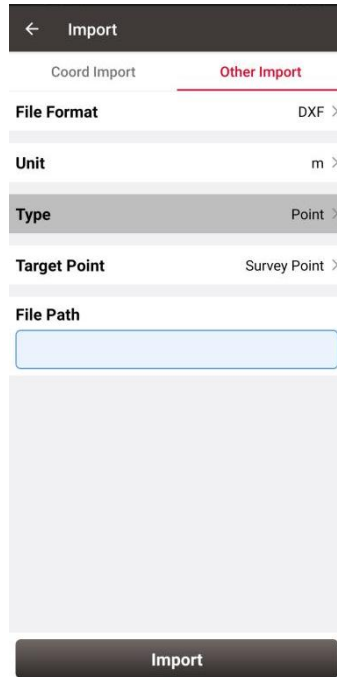 Import
Coord Import Other Import
File Format DXF
Unit m
Type Point
Target Point Survey Point
File Path
Import